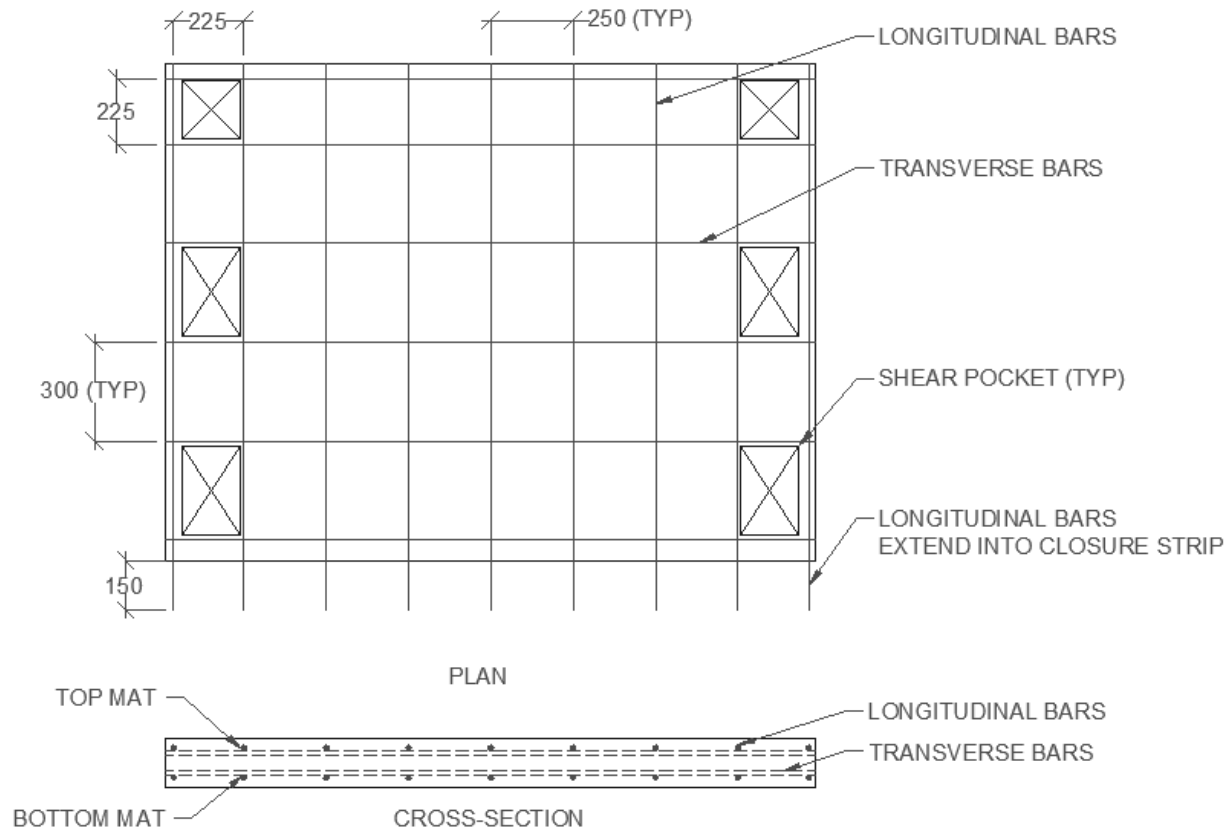 225
250 (TYP)
LONGITUDINAL BARS
225
TRANSVERSE BARS
300 (TYP)
SHEAR POCKET (TYP)
LONGITUDINAL BARS
EXTEND INTO CLOSURE STRIP
150
PLAN
TOP MAT
LONGITUDINAL BARS
TRANSVERSE BARS
BOTTOM MAT
CROSS-SECTION